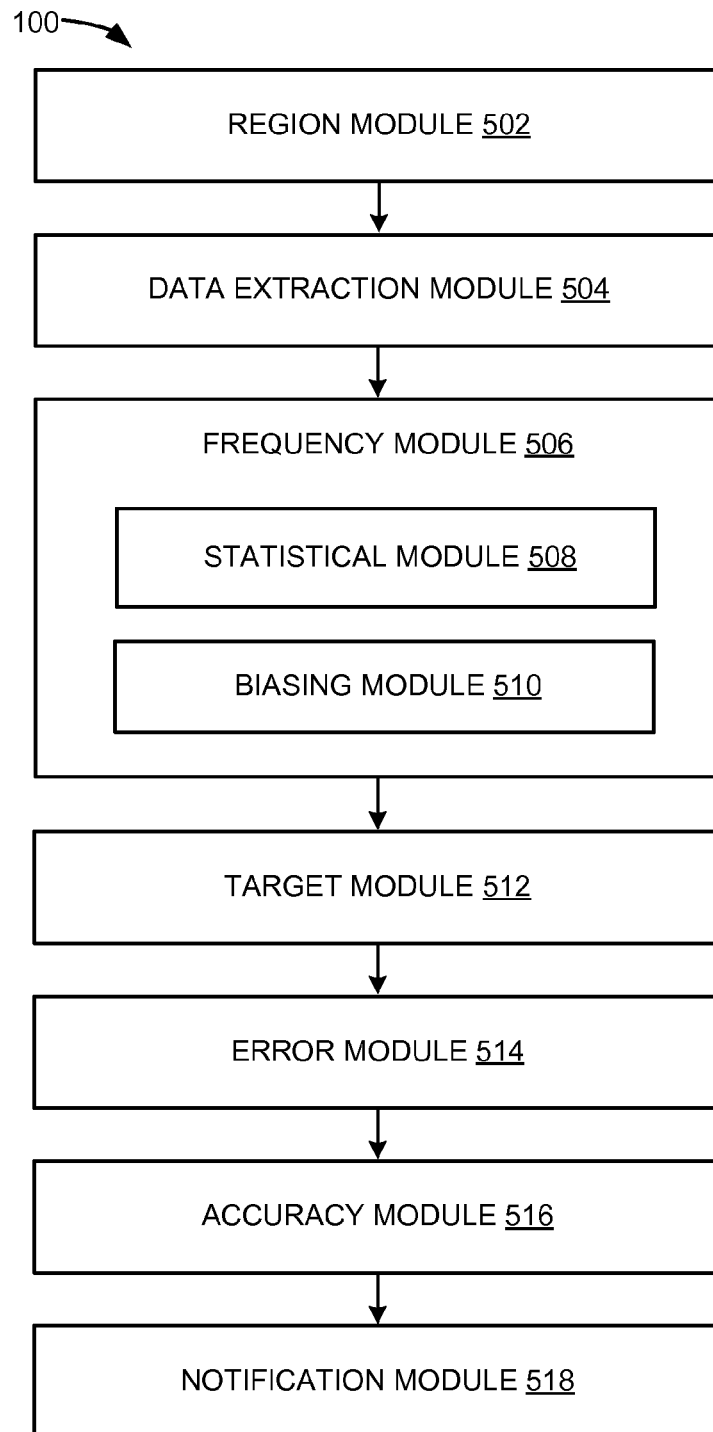 100
REGION MODULE 502
DATA EXTRACTION MODULE 504
FREQUENCY MODULE 506
STATISTICAL MODULE 508
BIASING MODULE 510
TARGET MODULE 512
ERROR MODULE 514
ACCURACY MODULE 516
NOTIFICATION MODULE 518